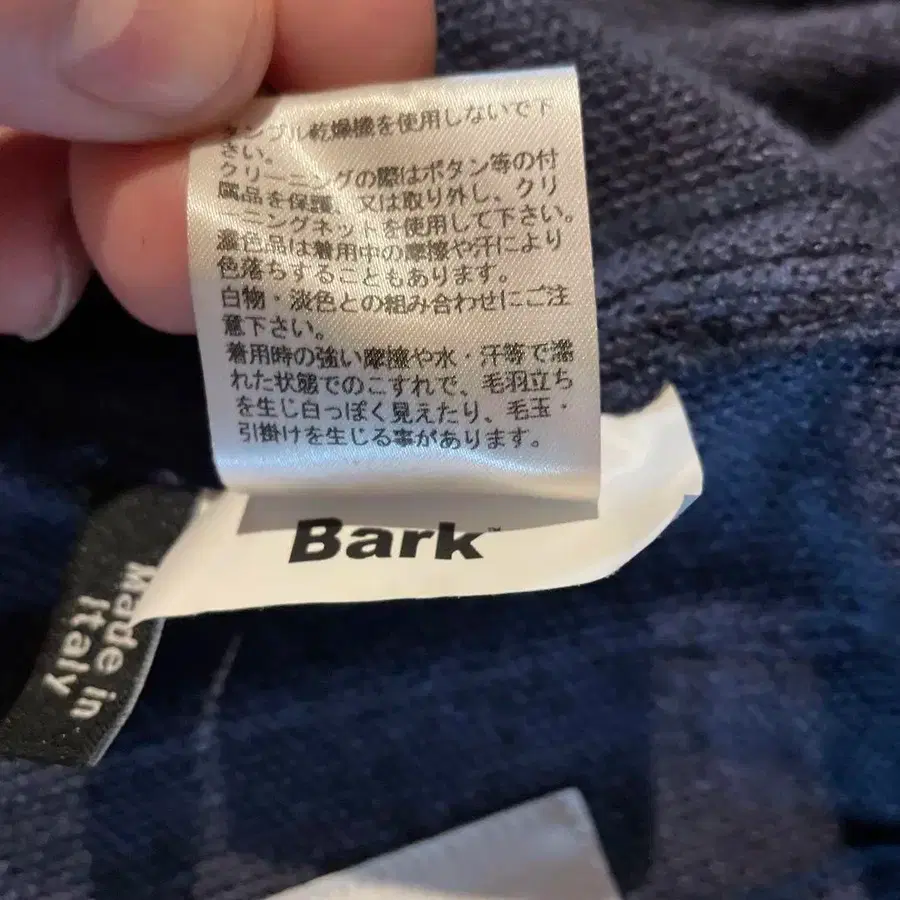 タンブル乾燥機を使用しないで下
さい。
クリーニングの際はボタン等の付
属品を保護、又は取り外し、クリ
ーニングネットを使用して下さい。
濃色品は着用中の摩擦や汗により
色落ちすることもあります。
白物・淡色との組み合わせにご注
意下さい。
着用時の強い摩擦や水・汗等で濡
れた状態でのこすれで、毛羽立ち
を生じ白っぽく見えたり、毛玉・
引掛けを生じる事があります。
Bark™
Made in
Italy